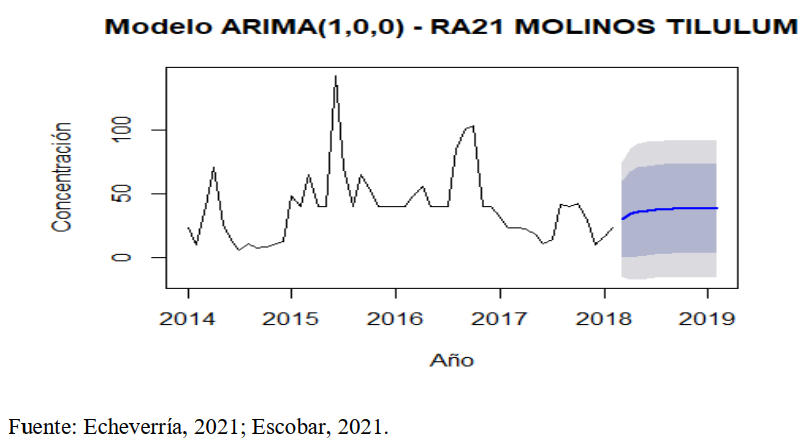 Modelo ARIMA(1,0,0) - RA21 MOLINOS TILULUM
Concentración
100
50
0
2014 2015 2016 2017 2018 2019
Año
Fuente: Echeverría, 2021; Escobar, 2021.